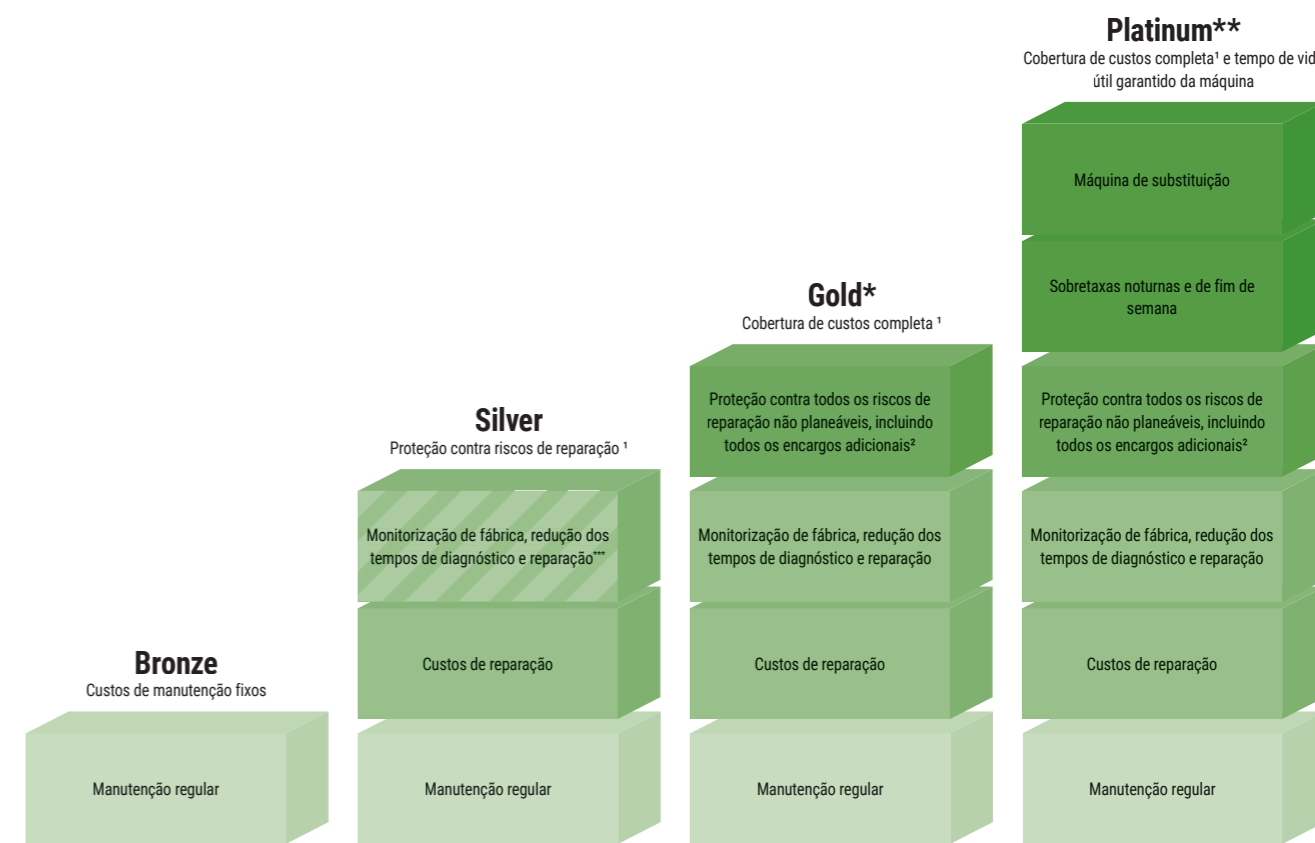 Platinum**
Cobertura de custos completa¹ e tempo de vid
útil garantido da máquina
Máquina de substituição
Sobretaxas noturnas e de fim de
semana
Proteção contra todos os riscos de
reparação não planeáveis, incluindo
todos os encargos adicionais²
Monitorização de fábrica, redução dos
tempos de diagnóstico e reparação
Custos de reparação
Manutenção regular
Gold*
Cobertura de custos completa ¹
Proteção contra todos os riscos de
reparação não planeáveis, incluindo
todos os encargos adicionais²
Monitorização de fábrica, redução dos
tempos de diagnóstico e reparação
Custos de reparação
Manutenção regular
Silver
Proteção contra riscos de reparação ¹
Monitorização de fábrica, redução dos
tempos de diagnóstico e reparação***
Custos de reparação
Manutenção regular
Bronze
Custos de manutenção fixos
Manutenção regular